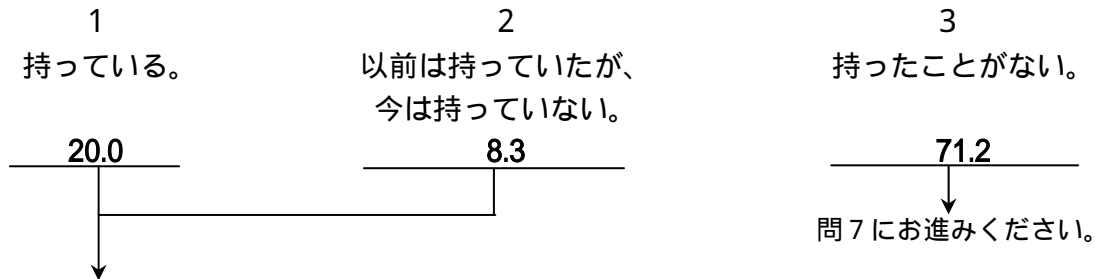 1 2 3
持っている。 以前は持っていたが、 持ったことがない。
今は持っていない。
20.0 8.3 71.2
問7にお進みください。